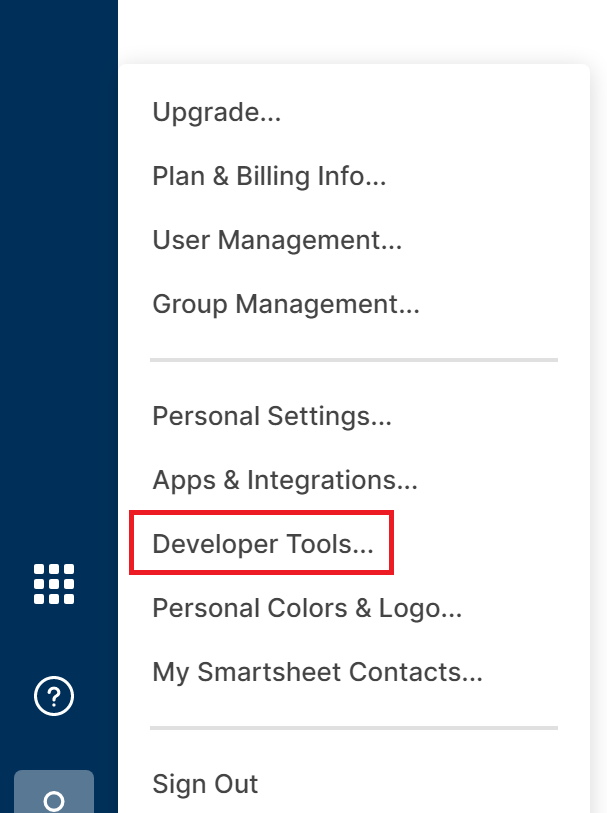 Upgrade...
Plan & Billing Info...
User Management...
Group Management...
Personal Settings...
Apps & Integrations...
Developer Tools...
Personal Colors & Logo...
My Smartsheet Contacts...
Sign Out
?